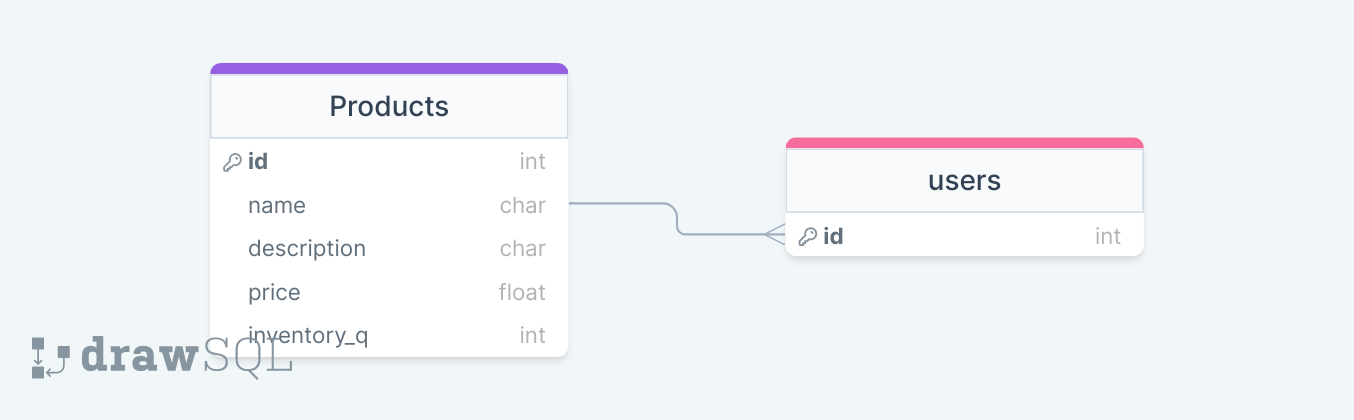 Products
id int
name char
description char
price float
inventory_q int
users
id int
drawSQL